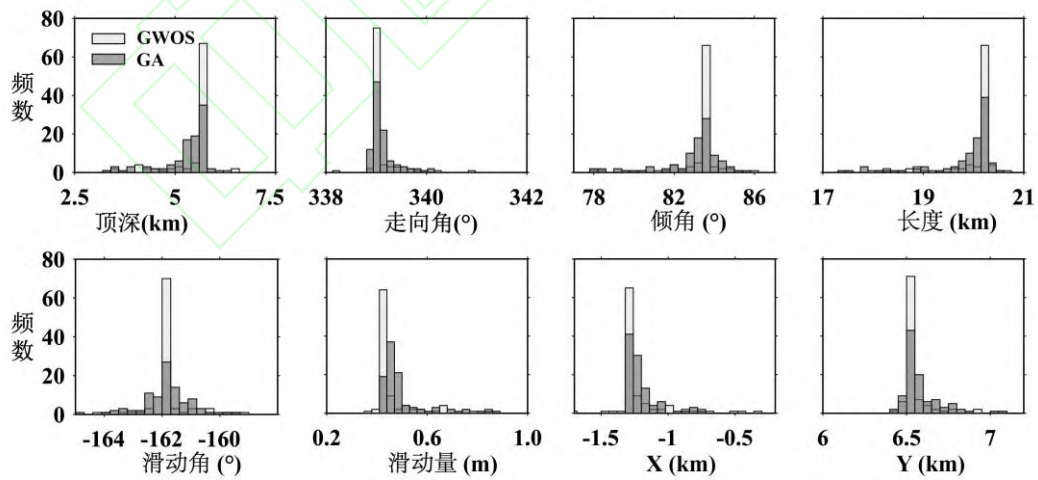 80
60
40
20
0
频数
GWOS
GA
2.5 5 7.5
顶深(km)
338 340 342
走向角(°)
78 82 86
倾角 (°)
17 19 21
长度 (km)
80
60
40
20
0
频数
-164 -162 -160
滑动角 (°)
0.2 0.6 1.0
滑动量 (m)
-1.5 -1 -0.5
X (km)
6 6.5 7
Y (km)